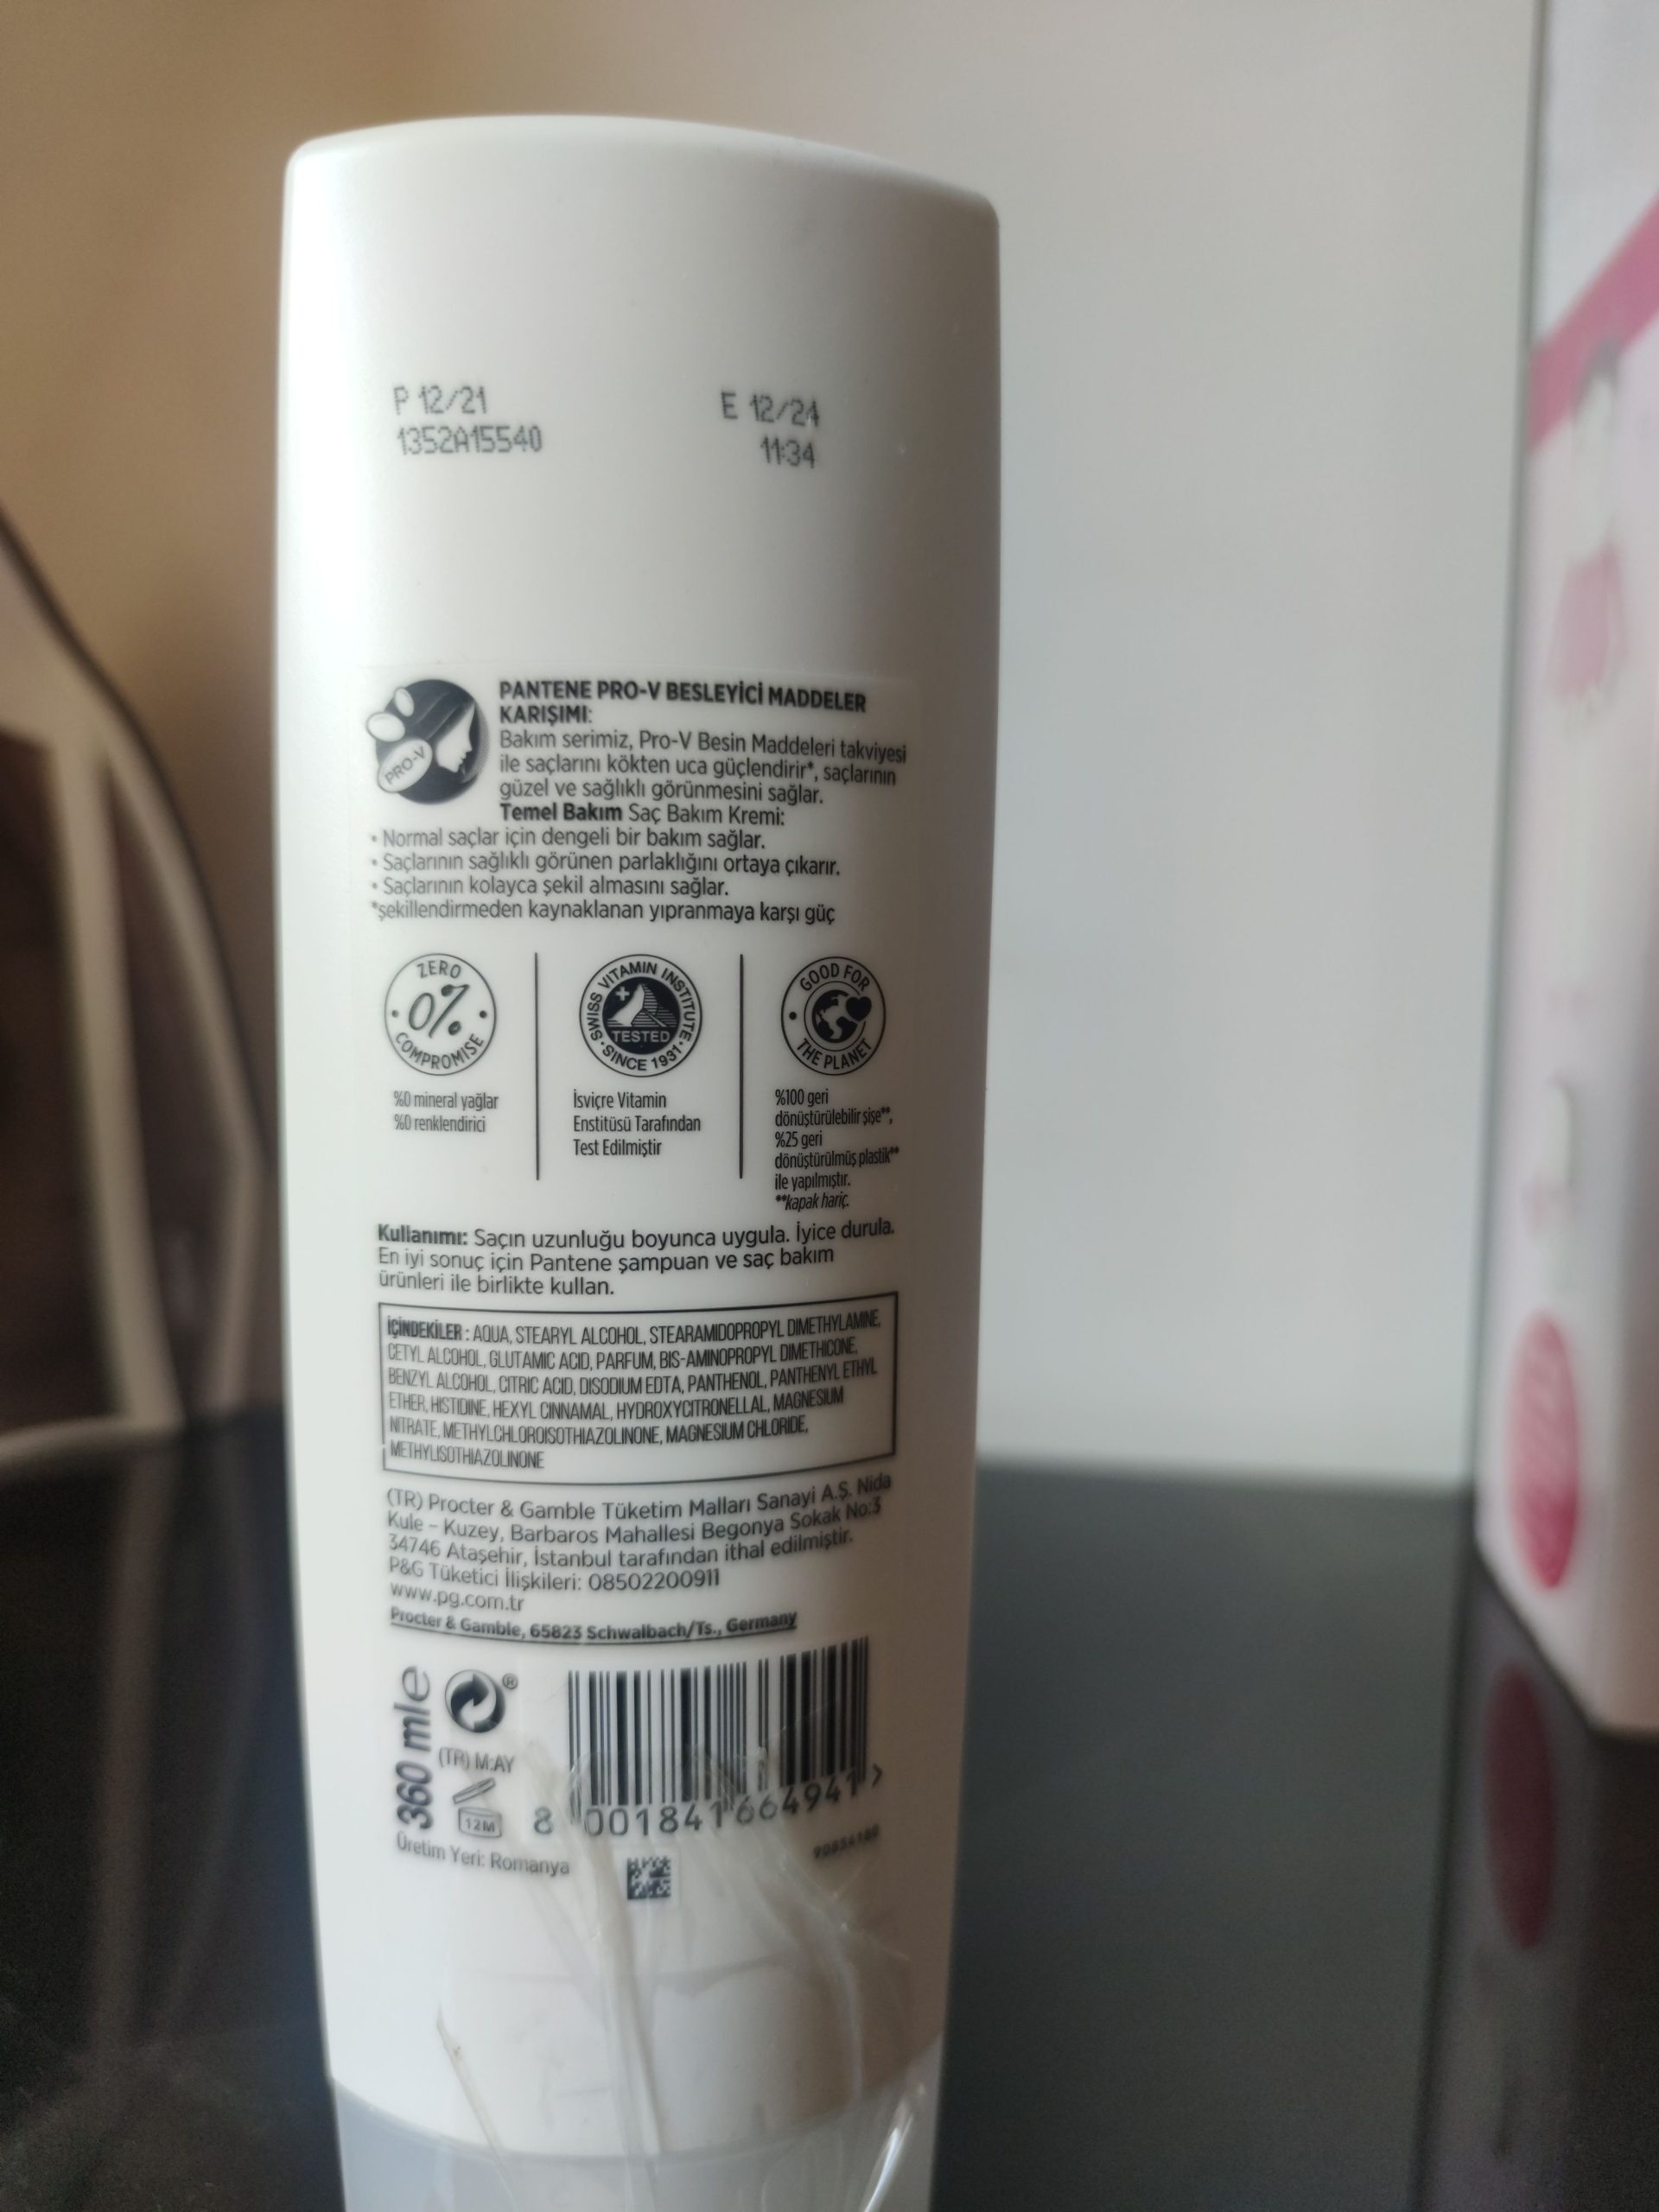 P 12/21
1352A15540
E 12/24
11:34
PRO-V
PANTENE PRO-V BESLEYİCİ MADDELER
KARIŞIMI:
Bakım serimiz, Pro-V Besin Maddeleri takviyesi
ile saçlarını kökten uca güçlendirir*, saçlarının
güzel ve sağlıklı görünmesini sağlar.
Temel Bakım Saç Bakım Kremi:
• Normal saçlar için dengeli bir bakım sağlar.
• Saçlarının sağlıklı görünen parlaklığını ortaya çıkarır.
• Saçlarının kolayca şekil almasını sağlar.
*şekillendirmeden kaynaklanan yıpranmaya karşı güç
ZERO
0%
COMPROMISE
%0 mineral yağlar
%0 renklendirici
SWISS VITAMIN INSTITUTE
TESTED
SINCE 1931
İsviçre Vitamin
Enstitüsü Tarafından
Test Edilmiştir
GOOD FOR
THE PLANET
%100 geri
dönüştürülebilir şişe**,
%25 geri
dönüştürülmüş plastik**
ile yapılmıştır.
**kapak hariç.
Kullanımı: Saçın uzunluğu boyunca uygula. İyice durula.
En iyi sonuç için Pantene şampuan ve saç bakım
ürünleri ile birlikte kullan.
İÇİNDEKİLER : AQUA, STEARYL ALCOHOL, STEARAMIDOPROPYL DIMETHYLAMINE,
CETYL ALCOHOL, GLUTAMIC ACID, PARFUM, BIS-AMINOPROPYL DIMETHICONE,
BENZYL ALCOHOL, CITRIC ACID, DISODIUM EDTA, PANTHENOL, PANTHENYL ETHYL
ETHER, HISTIDINE, HEXYL CINNAMAL, HYDROXYCITRONELLAL, MAGNESIUM
NITRATE, METHYLCHLOROISOTHIAZOLINONE, MAGNESIUM CHLORIDE,
METHYLISOTHIAZOLINONE
(TR) Procter & Gamble Tüketim Malları Sanayi A.Ş. Nida
Kule – Kuzey, Barbaros Mahallesi Begonya Sokak No:3
34746 Ataşehir, İstanbul tarafından ithal edilmiştir.
P&G Tüketici İlişkileri: 08502200911
www.pg.com.tr
Procter & Gamble, 65823 Schwalbach/Ts., Germany
360 ml e
®
(TR) M:AY
12M
8 001841 664941 >
Üretim Yeri: Romanya